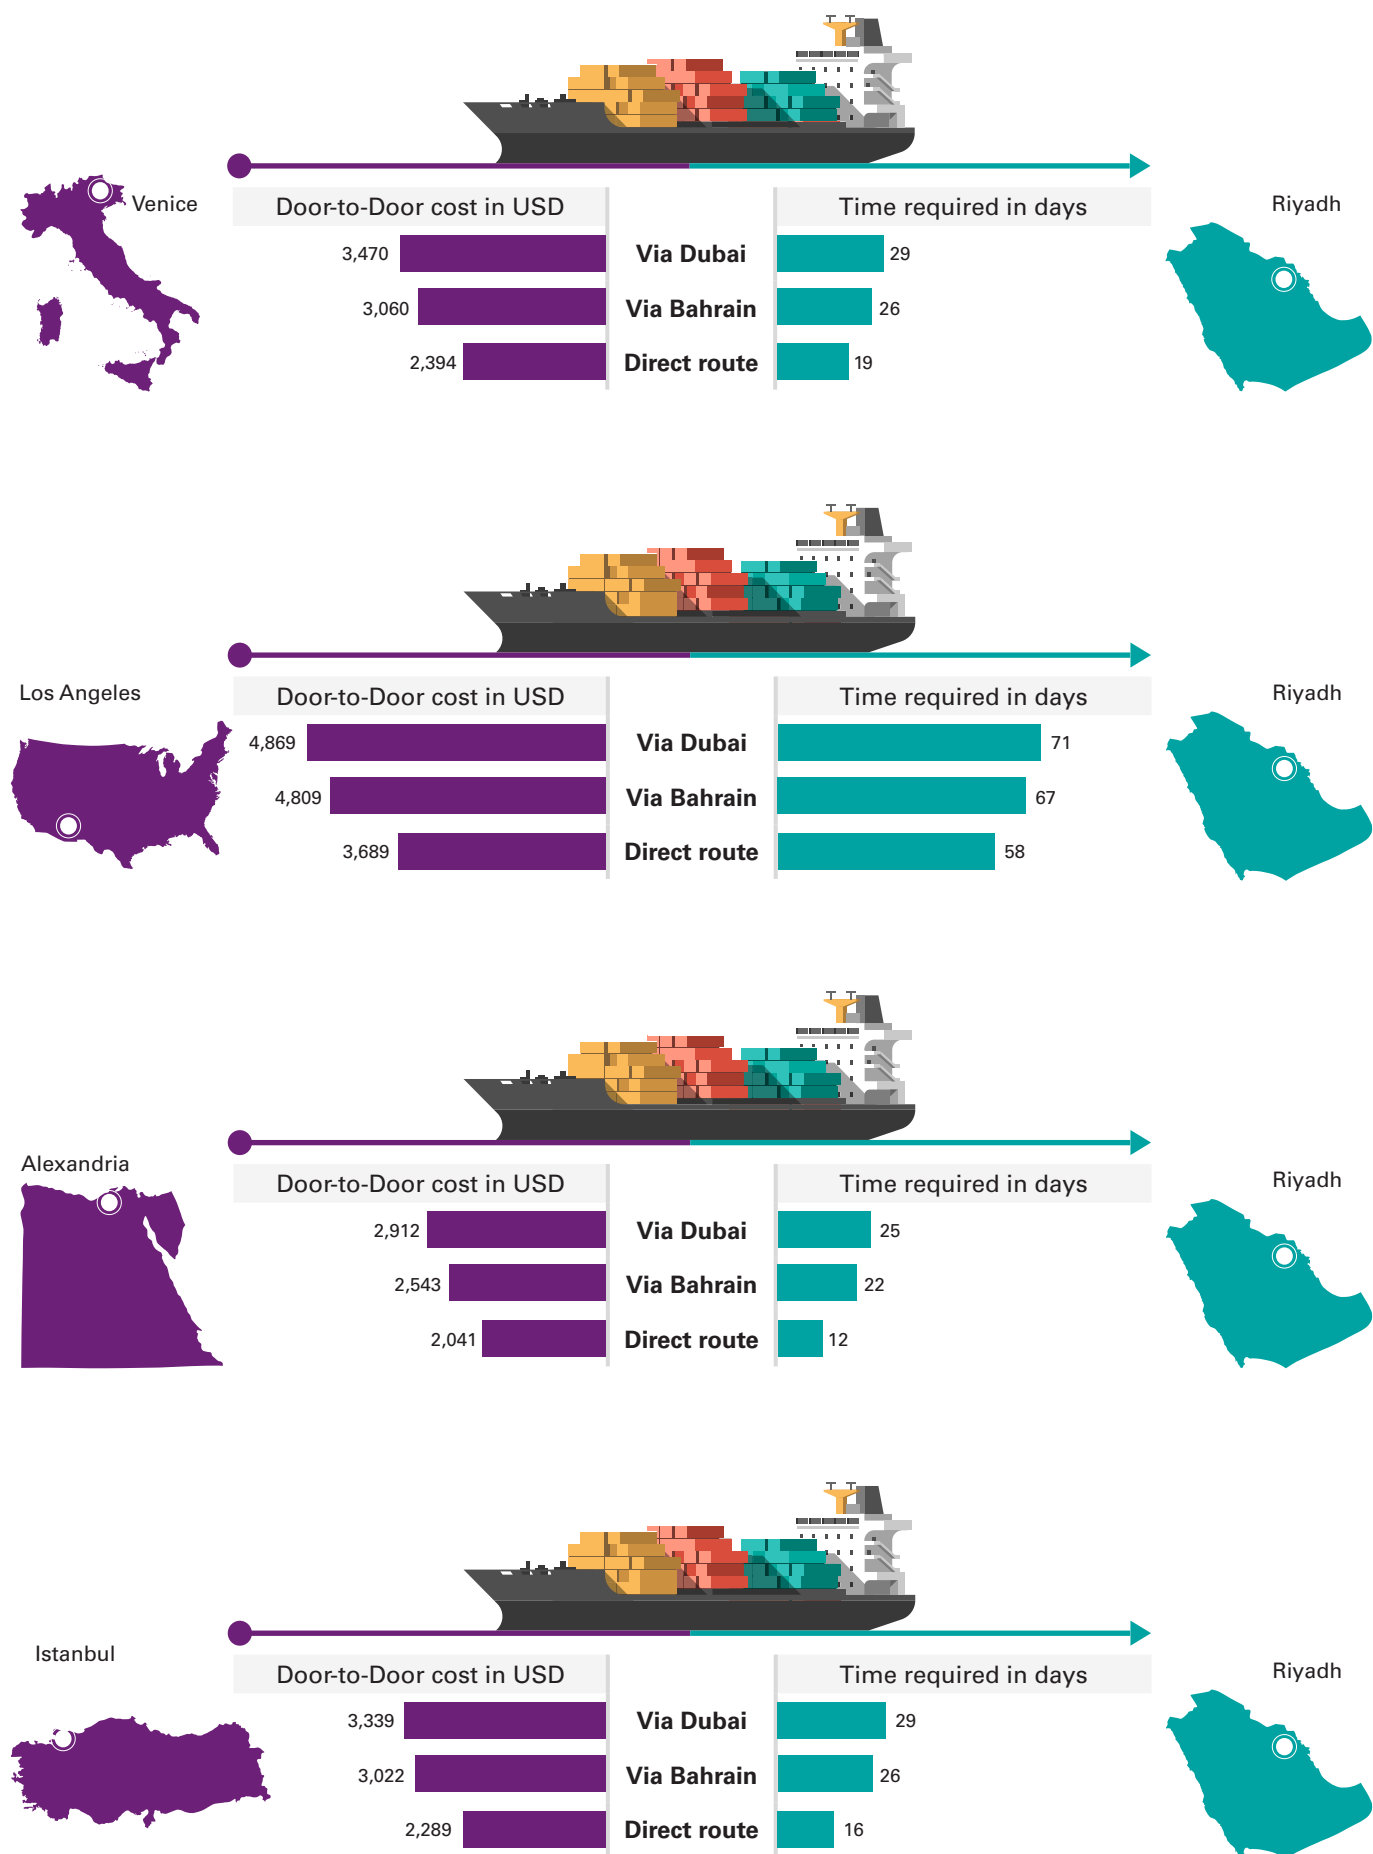 Venice
Riyadh
Door-to-Door cost in USD
Time required in days
3,470 Via Dubai 29
3,060 Via Bahrain 26
2,394 Direct route 19
Los Angeles
Riyadh
Door-to-Door cost in USD
Time required in days
4,869 Via Dubai 71
4,809 Via Bahrain 67
3,689 Direct route 58
Alexandria
Riyadh
Door-to-Door cost in USD
Time required in days
2,912 Via Dubai 25
2,543 Via Bahrain 22
2,041 Direct route 12
Istanbul
Riyadh
Door-to-Door cost in USD
Time required in days
3,339 Via Dubai 29
3,022 Via Bahrain 26
2,289 Direct route 16